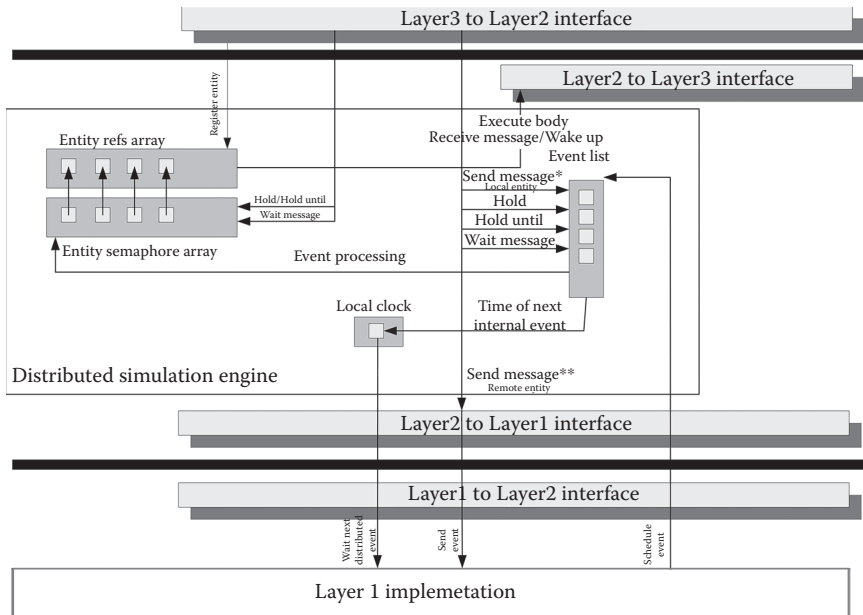 Layer3 to Layer2 interface
Layer2 to Layer3 interface
Register entity
Execute body
Receive message/Wake up
Entity refs array
Event list
Send message*
Local entity
Hold/Hold until
Hold
Wait message
Hold until
Wait message
Entity semaphore array
Event processing
Local clock
Time of next
internal event
Distributed simulation engine
Send message**
Remote entity
Layer2 to Layer1 interface
Layer1 to Layer2 interface
Wait next
distributed
event
Send
event
Schedule
event
Layer 1 implemetation